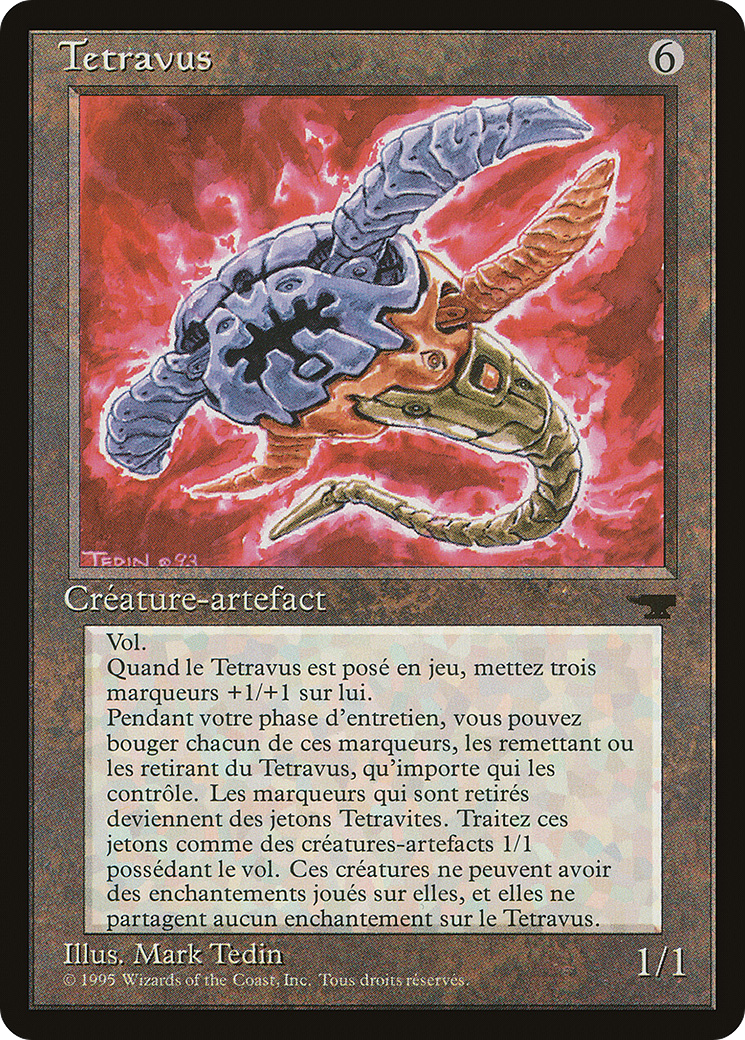 Tetravus
6
TEDIN © 93
Créature-artefact
Vol.
Quand le Tetravus est posé en jeu, mettez trois
marqueurs +1/+1 sur lui.
Pendant votre phase d'entretien, vous pouvez
bouger chacun de ces marqueurs, les remettant ou
les retirant du Tetravus, qu'importe qui les
contrôle. Les marqueurs qui sont retirés
deviennent des jetons Tetravites. Traitez ces
jetons comme des créatures-artefacts 1/1
possédant le vol. Ces créatures ne peuvent avoir
des enchantements joués sur elles, et elles ne
partagent aucun enchantement sur le Tetravus.
Illus. Mark Tedin
1/1
© 1995 Wizards of the Coast, Inc. Tous droits réservés.